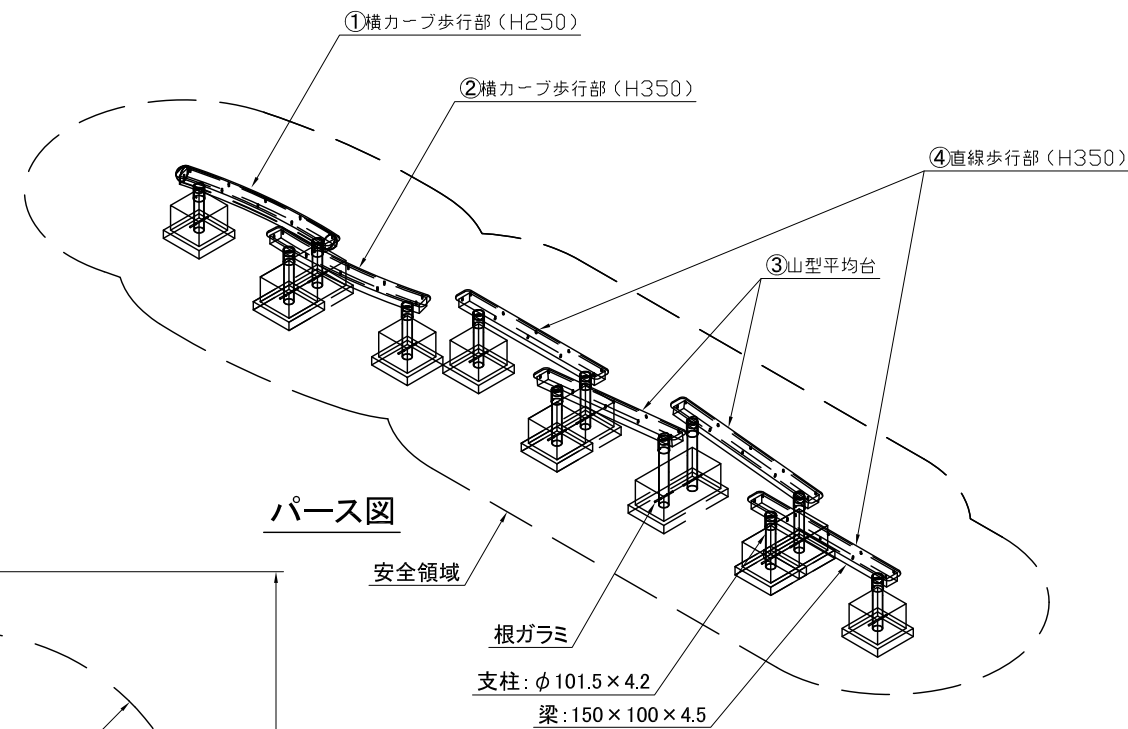 ①横カーブ歩行部（H250）
②横カーブ歩行部（H350）
④直線歩行部（H350）
③山型平均台
パース図
安全領域
根ガラミ
支柱：φ101.5×4.2
梁：150×100×4.5